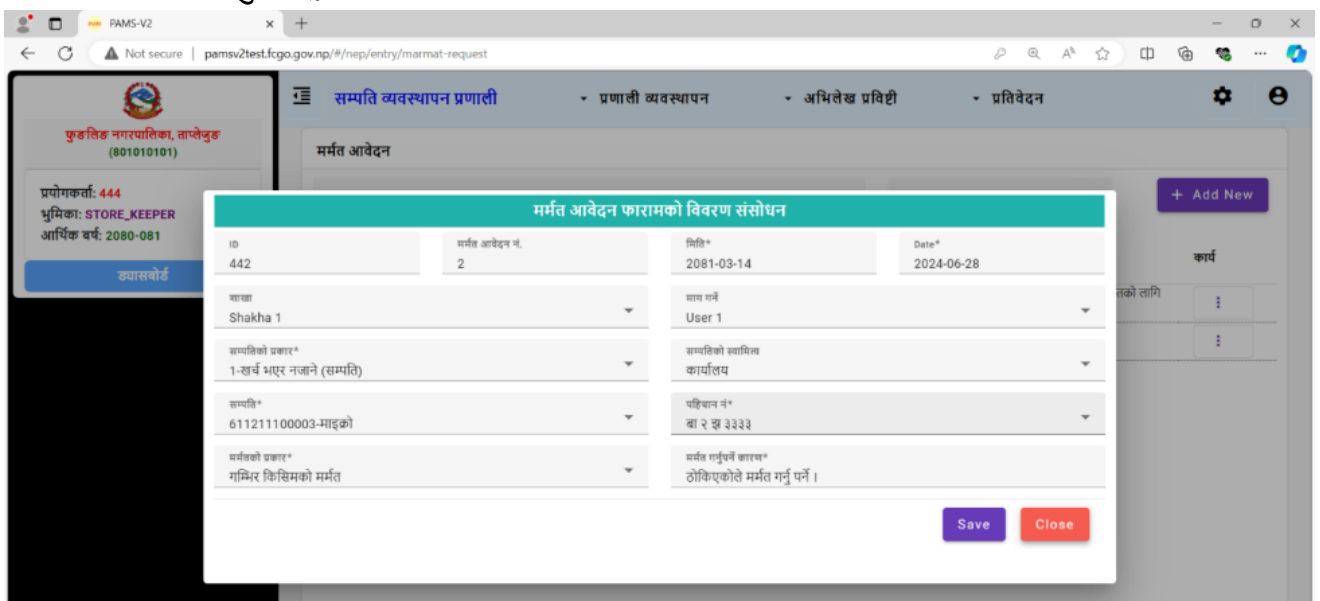 PAMS-V2
Not secure | pamsv2test.fcgo.gov.np/#/nep/entry/marmat-request
सम्पति व्यवस्थापन प्रणाली प्रणाली व्यवस्थापन अभिलेख प्रविष्टी प्रतिवेदन
फुङलिङ नगरपालिका, ताप्लेजुङ
(801010101)
मर्मत आवेदन
प्रयोगकर्ता: 444
भुमिका: STORE_KEEPER
आर्थिक वर्ष: 2080-081
ड्यासबोर्ड
+ Add New
कार्य
तको लागि
मर्मत आवेदन फारामको विवरण संसोधन
ID मर्मत आवेदन नं. मिति* Date*
442 2 2081-03-14 2024-06-28
शाखा माग गर्ने
Shakha 1 User 1
सम्पतिको प्रकार* सम्पतिको स्वामित्व
1-खर्च भएर नजाने (सम्पति) कार्यालय
सम्पति* पहिचान नं*
611211100003-माइक्रो बा २ झ ३३३३
मर्मतको प्रकार* मर्मत गर्नुपर्ने कारण*
गम्भिर किसिमको मर्मत ठोकिएकोले मर्मत गर्नु पर्ने ।
Save Close